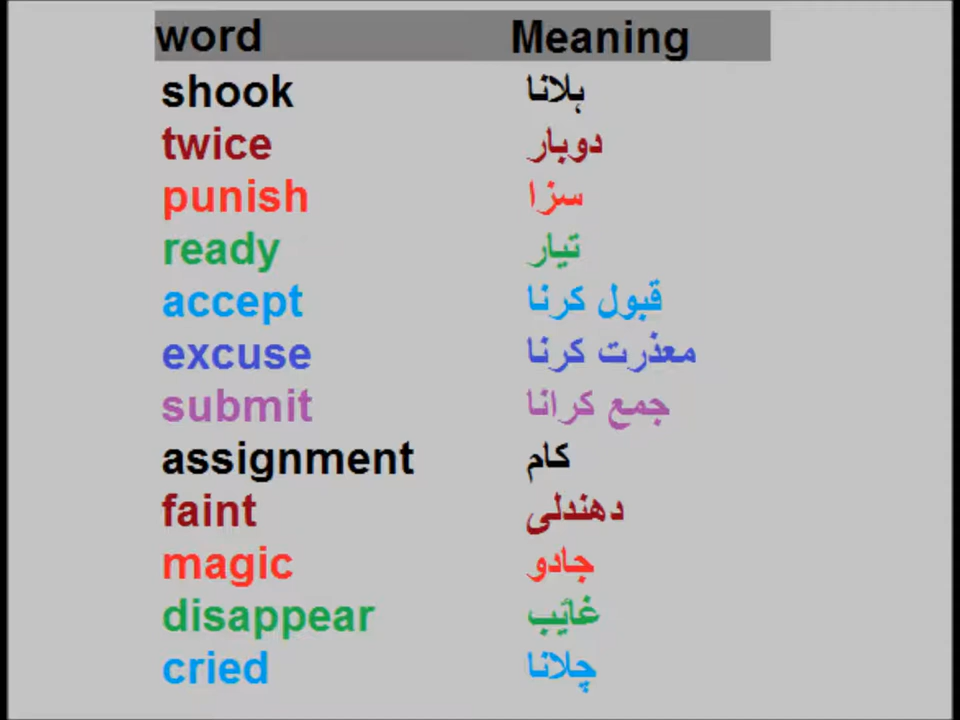 word Meaning
shook ہلانا
twice دوبار
punish سزا
ready تیار
accept قبول کرنا
excuse معذرت کرنا
submit جمع کرانا
assignment کام
faint دھندلی
magic جادو
disappear غائیب
cried چلانا